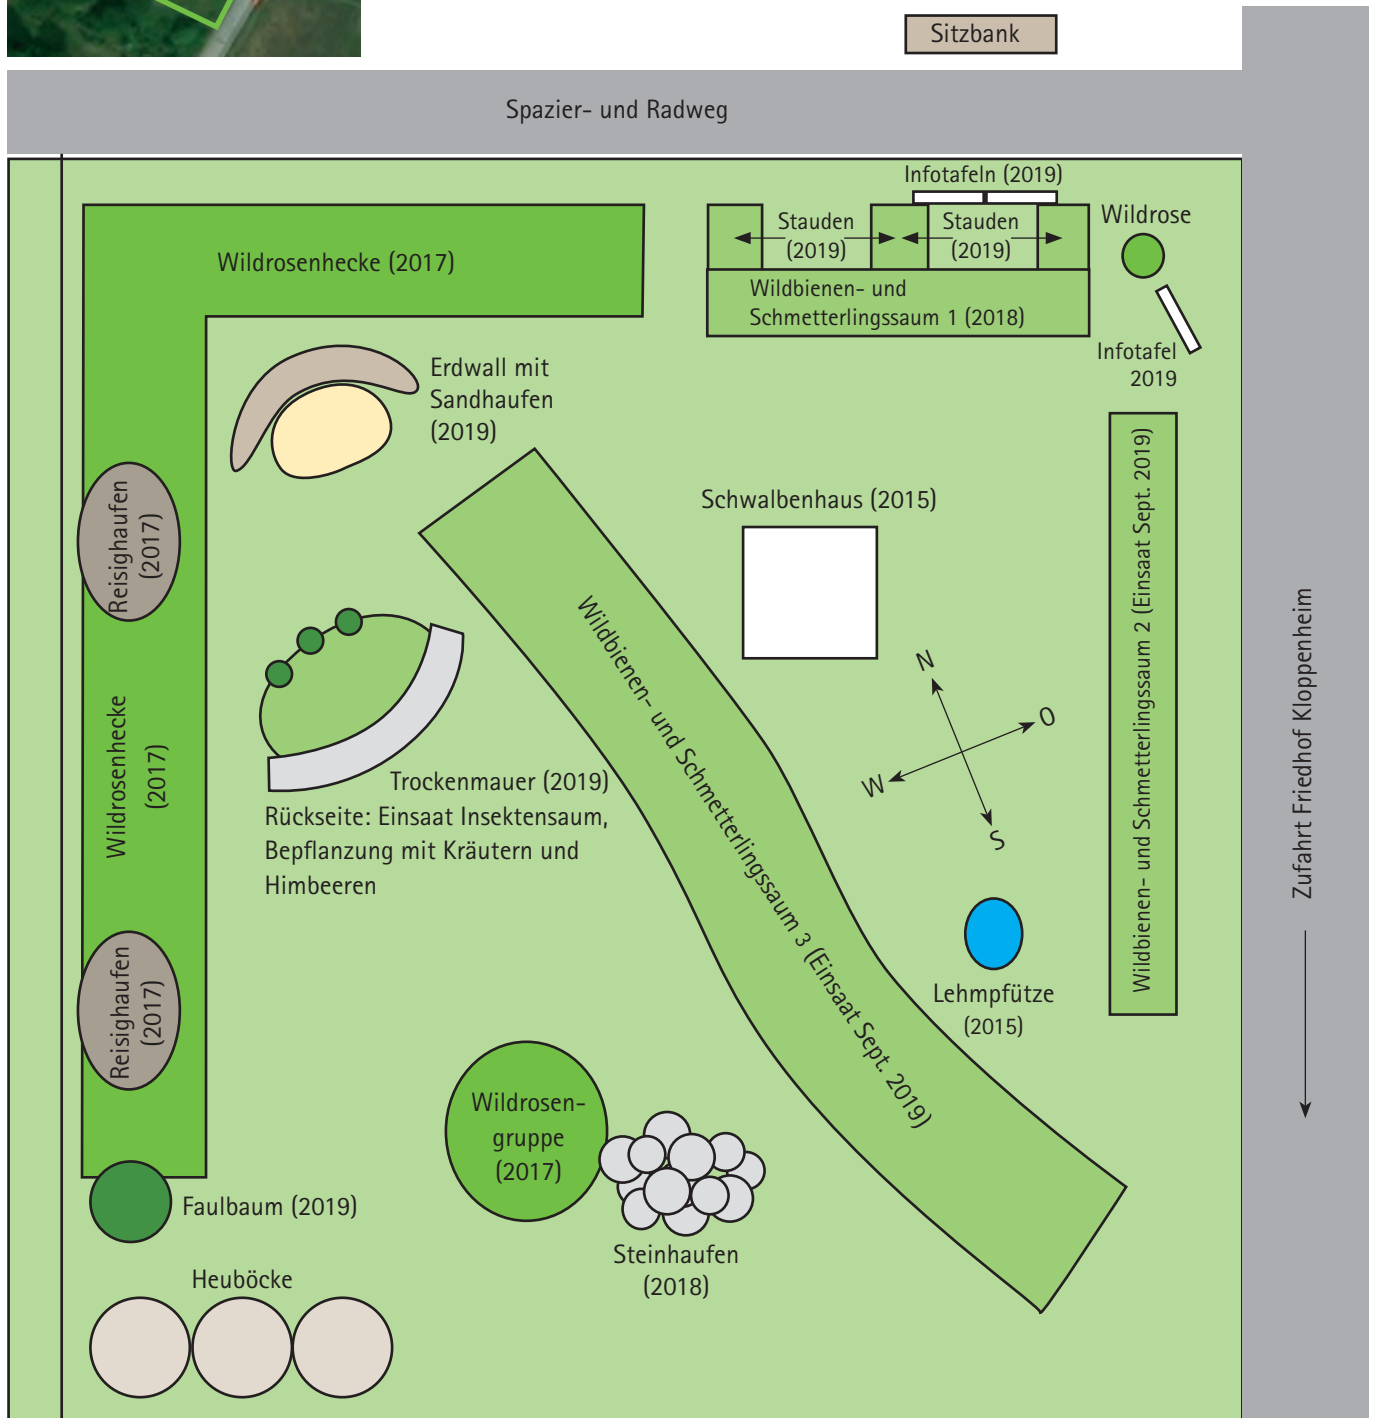 Sitzbank
Spazier- und Radweg
Infotafeln (2019)
Stauden
(2019)
Stauden
(2019)
Wildrose
Wildrosenhecke (2017)
Wildbienen- und
Schmetterlingssaum 1 (2018)
Infotafel
2019
Erdwall mit
Sandhaufen
(2019)
Reisighaufen
(2017)
Schwalbenhaus (2015)
Wildbienen- und Schmetterlingssaum 2 (Einsaat Sept. 2019)
Zufahrt Friedhof Kloppenheim
Wildbienen- und Schmetterlingssaum 3 (Einsaat Sept. 2019)
N
O
W
S
Wildrosenhecke
(2017)
Trockenmauer (2019)
Rückseite: Einsaat Insektensaum,
Bepflanzung mit Kräutern und
Himbeeren
Reisighaufen
(2017)
Lehmpfütze
(2015)
Wildrosen-
gruppe
(2017)
Faulbaum (2019)
Steinhaufen
(2018)
Heuböcke